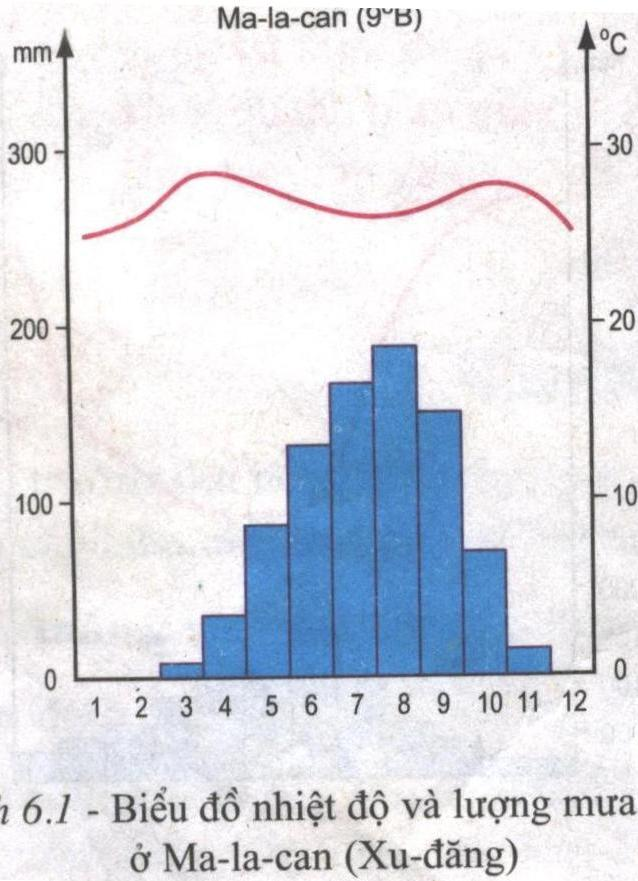 Ma-la-can (9°B)
mm °C
300 30
200 20
100 10
0 0
1 2 3 4 5 6 7 8 9 10 11 12
6.1 - Biểu đồ nhiệt độ và lượng mưa
ở Ma-la-can (Xu-đăng)